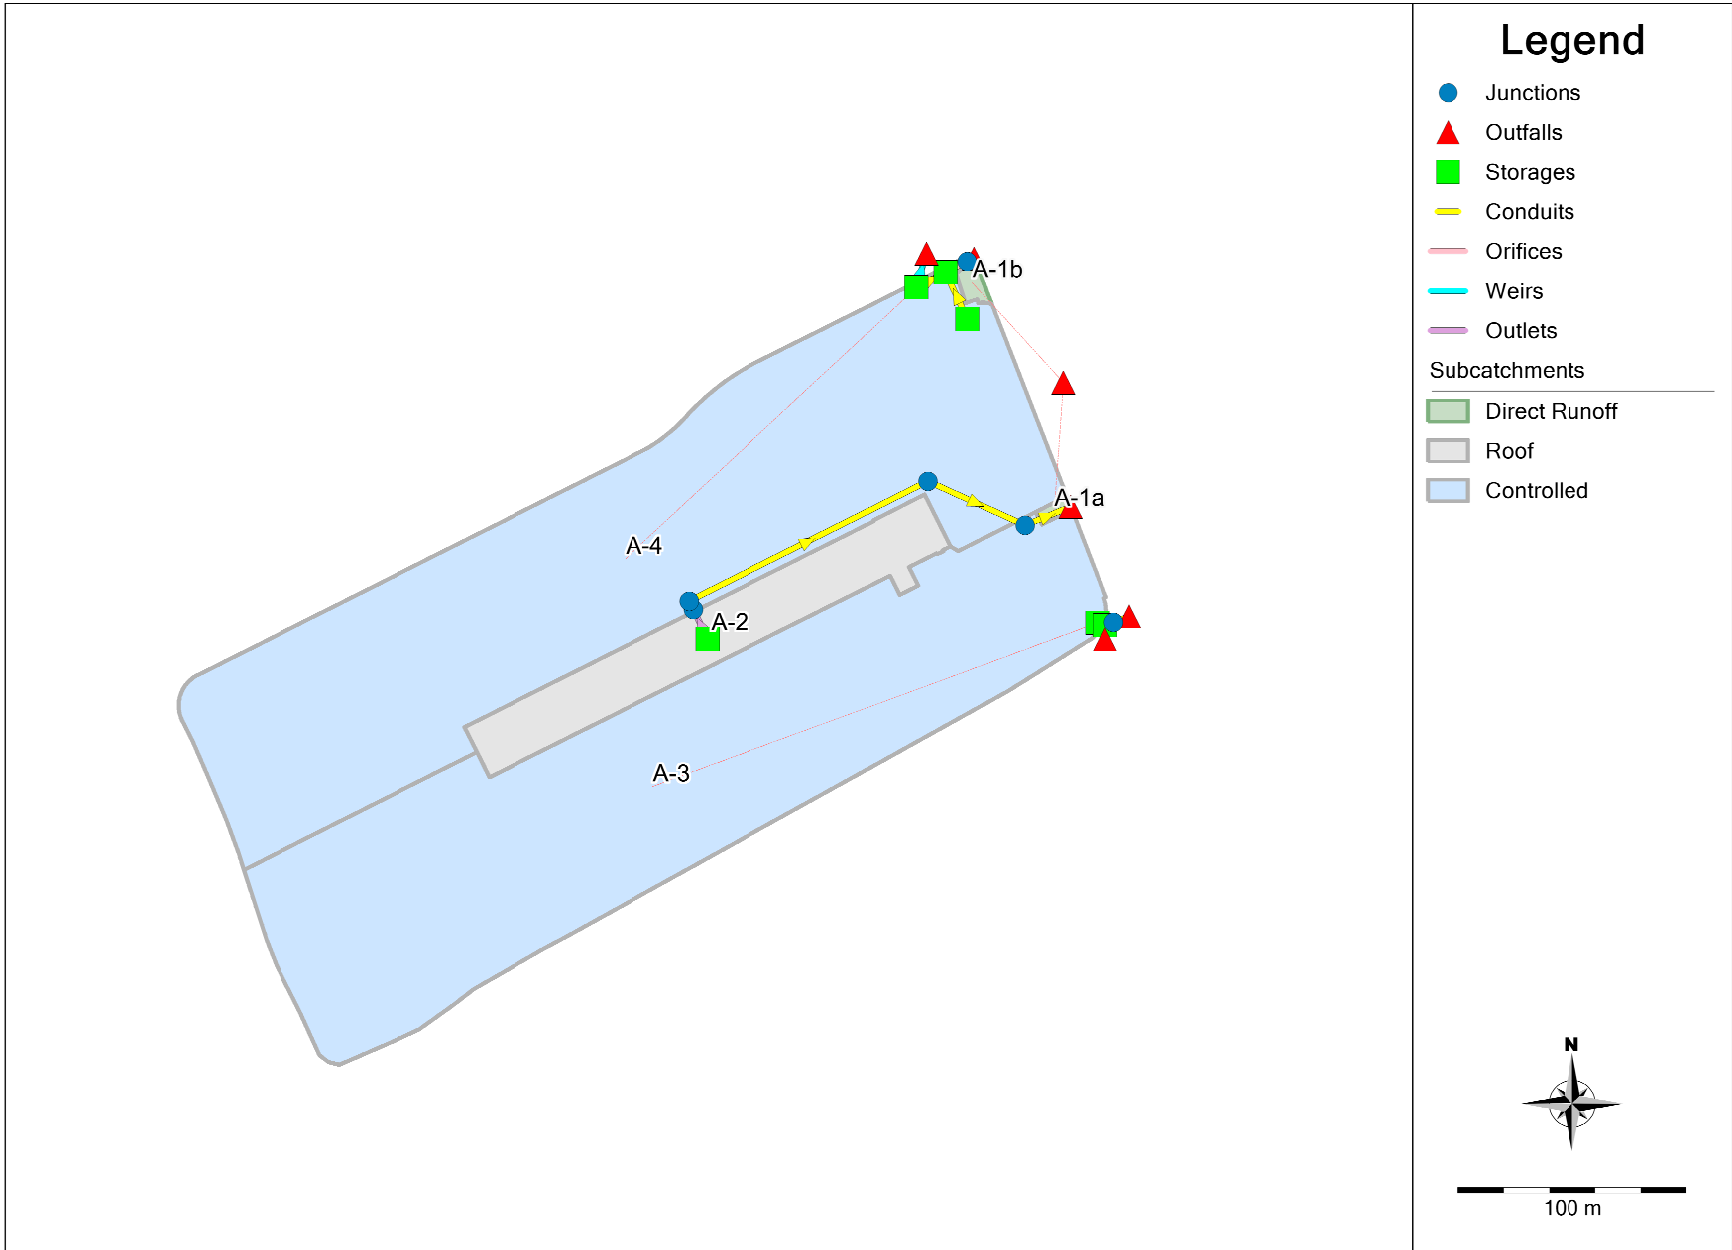 Legend
Junctions
Outfalls
Storages
Conduits
Orifices
Weirs
Outlets
Subcatchments
Direct Runoff
Roof
Controlled
A-1b
A-1a
A-4
A-2
A-3
N
100 m